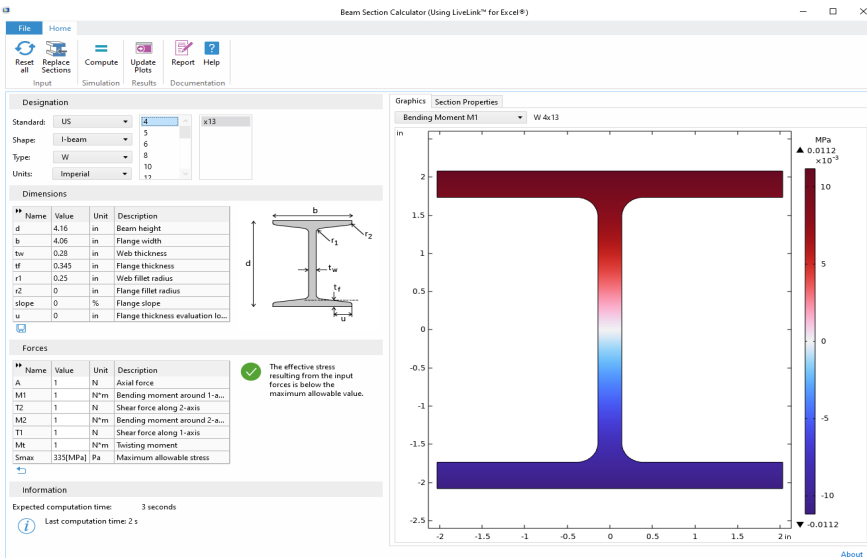 Beam Section Calculator (Using LiveLink™ for Excel®)
File Home
Reset all
Replace Sections
Compute
Update Plots
Report
Help
Input
Simulation
Results
Documentation
Designation
Standard: US
Shape: I-beam
Type: W
Units: Imperial
4
5
6
8
10
12
x13
Dimensions
Name Value Unit Description
d 4.16 in Beam height
b 4.06 in Flange width
tw 0.28 in Web thickness
tf 0.345 in Flange thickness
r1 0.25 in Web fillet radius
r2 0 in Flange fillet radius
slope 0 % Flange slope
u 0 in Flange thickness evaluation lo...
b
r2
r1
d
tw
tf
u
Forces
Name Value Unit Description
A 1 N Axial force
M1 1 N*m Bending moment around 1-a...
T2 1 N Shear force along 2-axis
M2 1 N*m Bending moment around 2-a...
T1 1 N Shear force along 1-axis
Mt 1 N*m Twisting moment
Smax 335[MPa] Pa Maximum allowable stress
The effective stress
resulting from the input
forces is below the
maximum allowable value.
Information
Expected computation time: 3 seconds
i Last computation time: 2 s
Graphics Section Properties
Bending Moment M1 W 4x13
in
2
1.5
1
0.5
0
-0.5
-1
-1.5
-2
-2.5
-2 -1.5 -1 -0.5 0 0.5 1 1.5 2 in
MPa
▲ 0.0112
×10⁻³
10
5
0
-5
-10
▼ -0.0112
About